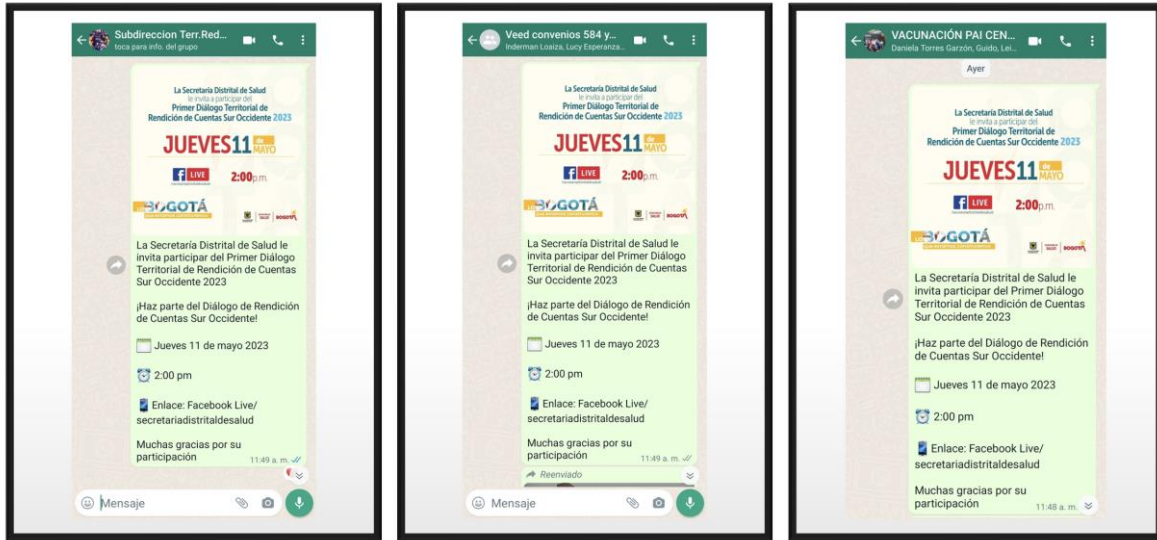 Subdireccion Terr.Red...
toca para info. del grupo
La Secretaría Distrital de Salud
le invita a participar del
Primer Diálogo Territorial de
Rendición de Cuentas Sur Occidente 2023
JUEVES 11 de MAYO
f LIVE 2:00p.m.
BOGOTÁ
SALUD BOGOTÁ
La Secretaría Distrital de Salud le
invita participar del Primer Diálogo
Territorial de Rendición de Cuentas
Sur Occidente 2023
¡Haz parte del Diálogo de Rendición
de Cuentas Sur Occidente!
Jueves 11 de mayo 2023
2:00 pm
Enlace: Facebook Live/
secretariadistritaldesalud
Muchas gracias por su
participación
11:49 a. m.
Mensaje
Veed convenios 584 y...
Inderman Loaiza, Lucy Esperanza...
La Secretaría Distrital de Salud
le invita a participar del
Primer Diálogo Territorial de
Rendición de Cuentas Sur Occidente 2023
JUEVES 11 de MAYO
f LIVE 2:00p.m.
BOGOTÁ
SALUD BOGOTÁ
La Secretaría Distrital de Salud le
invita participar del Primer Diálogo
Territorial de Rendición de Cuentas
Sur Occidente 2023
¡Haz parte del Diálogo de Rendición
de Cuentas Sur Occidente!
Jueves 11 de mayo 2023
2:00 pm
Enlace: Facebook Live/
secretariadistritaldesalud
Muchas gracias por su
participación
11:49 a. m.
Reenviado
Mensaje
VACUNACIÓN PAI CEN...
Daniela Torres Garzón, Guido, Lei...
Ayer
La Secretaría Distrital de Salud
le invita a participar del
Primer Diálogo Territorial de
Rendición de Cuentas Sur Occidente 2023
JUEVES 11 de MAYO
f LIVE 2:00p.m.
BOGOTÁ
SALUD BOGOTÁ
La Secretaría Distrital de Salud le
invita participar del Primer Diálogo
Territorial de Rendición de Cuentas
Sur Occidente 2023
¡Haz parte del Diálogo de Rendición
de Cuentas Sur Occidente!
Jueves 11 de mayo 2023
2:00 pm
Enlace: Facebook Live/
secretariadistritaldesalud
Muchas gracias por su
participación
11:48 a. m.